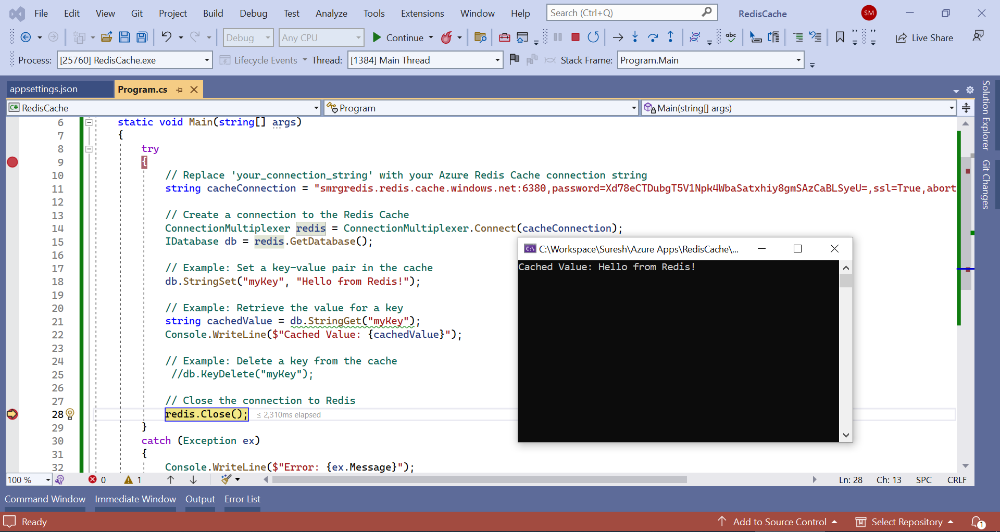 File Edit View Git Project Build Debug Test Analyze Tools Extensions Window Help Search (Ctrl+Q) RedisCache SM
Debug Any CPU Continue abc Live Share
Process: [25760] RedisCache.exe Lifecycle Events Thread: [1384] Main Thread Stack Frame: Program.Main
appsettings.json Program.cs
C# RedisCache Program Main(string[] args)
Solution Explorer
Git Changes
6 static void Main(string[] args)
7 {
8 try
9 {
10 // Replace 'your_connection_string' with your Azure Redis Cache connection string
11 string cacheConnection = "smrgredis.redis.cache.windows.net:6380,password=Xd78eCTDubgT5V1Npk4WbaSatxhiy8gmSAzCaBLSyeU=,ssl=True,abort
12
13 // Create a connection to the Redis Cache
14 ConnectionMultiplexer redis = ConnectionMultiplexer.Connect(cacheConnection);
15 IDatabase db = redis.GetDatabase();
16
17 // Example: Set a key-value pair in the cache
18 db.StringSet("myKey", "Hello from Redis!");
19
20 // Example: Retrieve the value for a key
21 string cachedValue = db.StringGet("myKey");
22 Console.WriteLine($"Cached Value: {cachedValue}");
23
24 // Example: Delete a key from the cache
25 //db.KeyDelete("myKey");
26
27 // Close the connection to Redis
28 redis.Close(); ≤ 2,310ms elapsed
29 }
30 catch (Exception ex)
31 {
32 Console.WriteLine($"Error: {ex.Message}");
C:\ C:\Workspace\Suresh\Azure Apps\RedisCache\...
Cached Value: Hello from Redis!
100 % 0 1 Ln: 28 Ch: 13 SPC CRLF
Command Window Immediate Window Output Error List
Ready Add to Source Control Select Repository 1